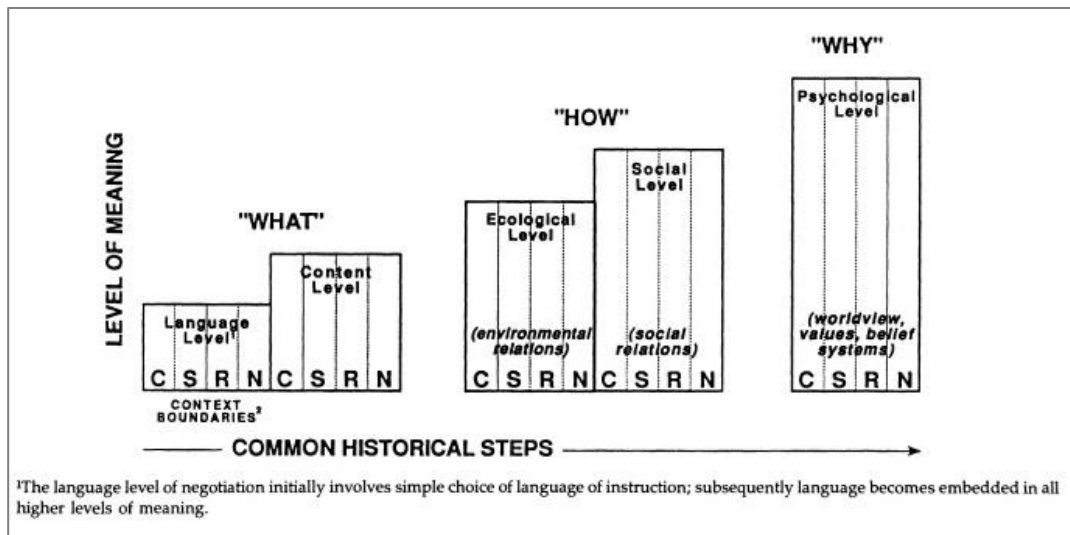 "WHY"
Psychological
Level
"HOW"
Social
Level
Ecological
Level
"WHAT"
Content
Level
Language
Level¹
LEVEL OF MEANING
(environmental
relations)
(social
relations)
(worldview,
values, belief
systems)
C S R N C S R N C S R N C S R N C S R N
CONTEXT
BOUNDARIES²
COMMON HISTORICAL STEPS
¹The language level of negotiation initially involves simple choice of language of instruction; subsequently language becomes embedded in all
higher levels of meaning.